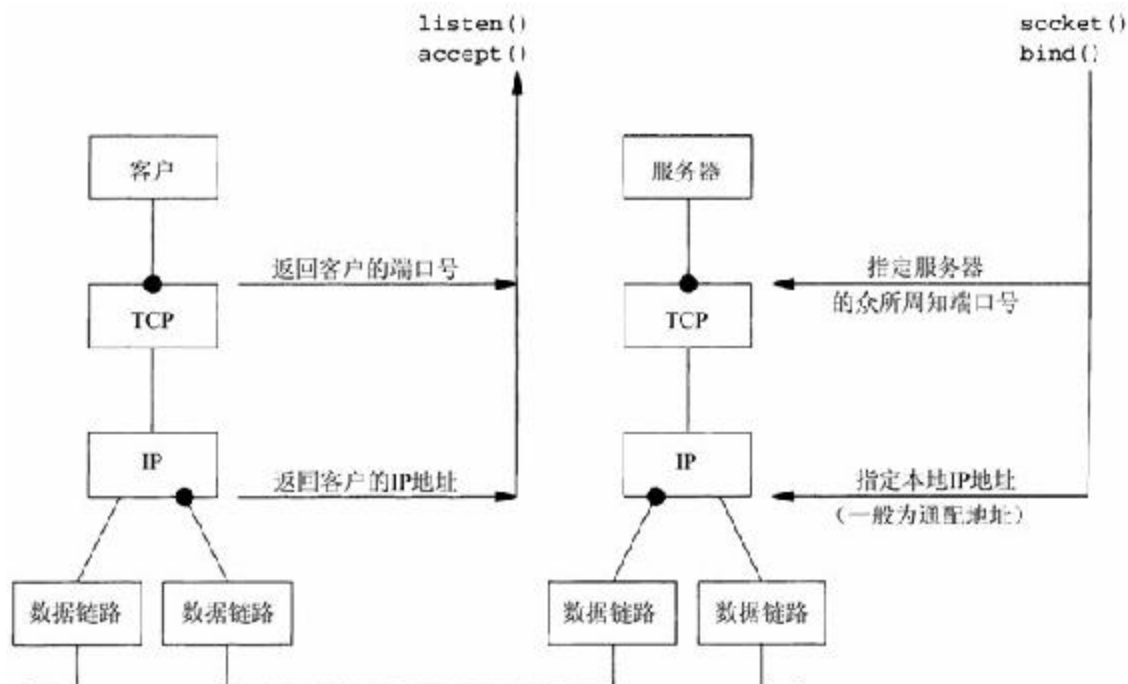 listen()
accept()
socket()
bind()
客户
服务器
返回客户的端口号
指定服务器
的众所周知端口号
TCP
TCP
IP
IP
返回客户的IP地址
指定本地IP地址
（一般为通配地址）
数据链路
数据链路
数据链路
数据链路